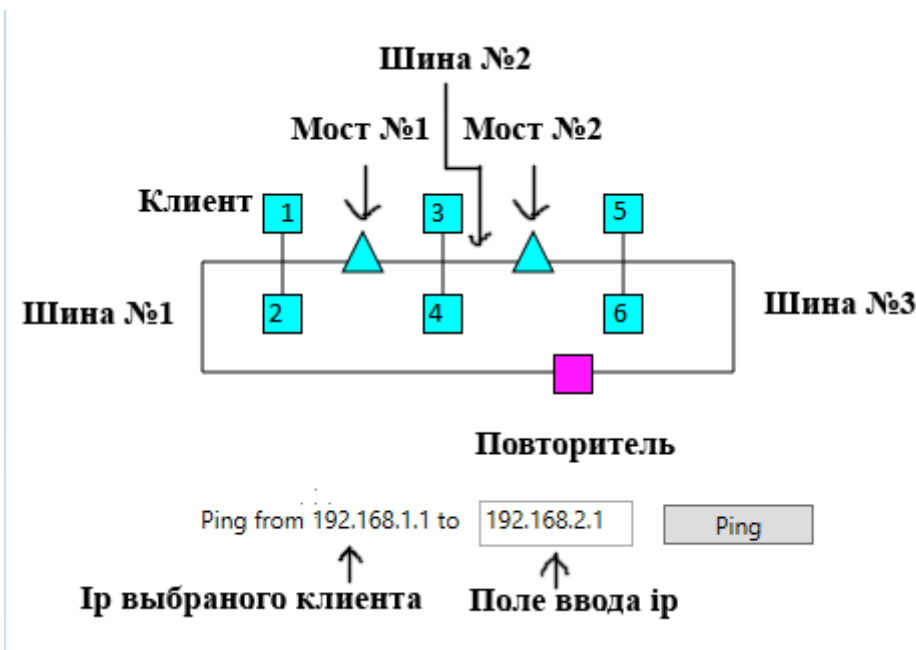 Шина №2
Мост №1 Мост №2
Клиент 1 3 5
Шина №1 2 4 6 Шина №3
Повторитель
Ping from 192.168.1.1 to 192.168.2.1 Ping
Ip выбраного клиента Поле ввода ip